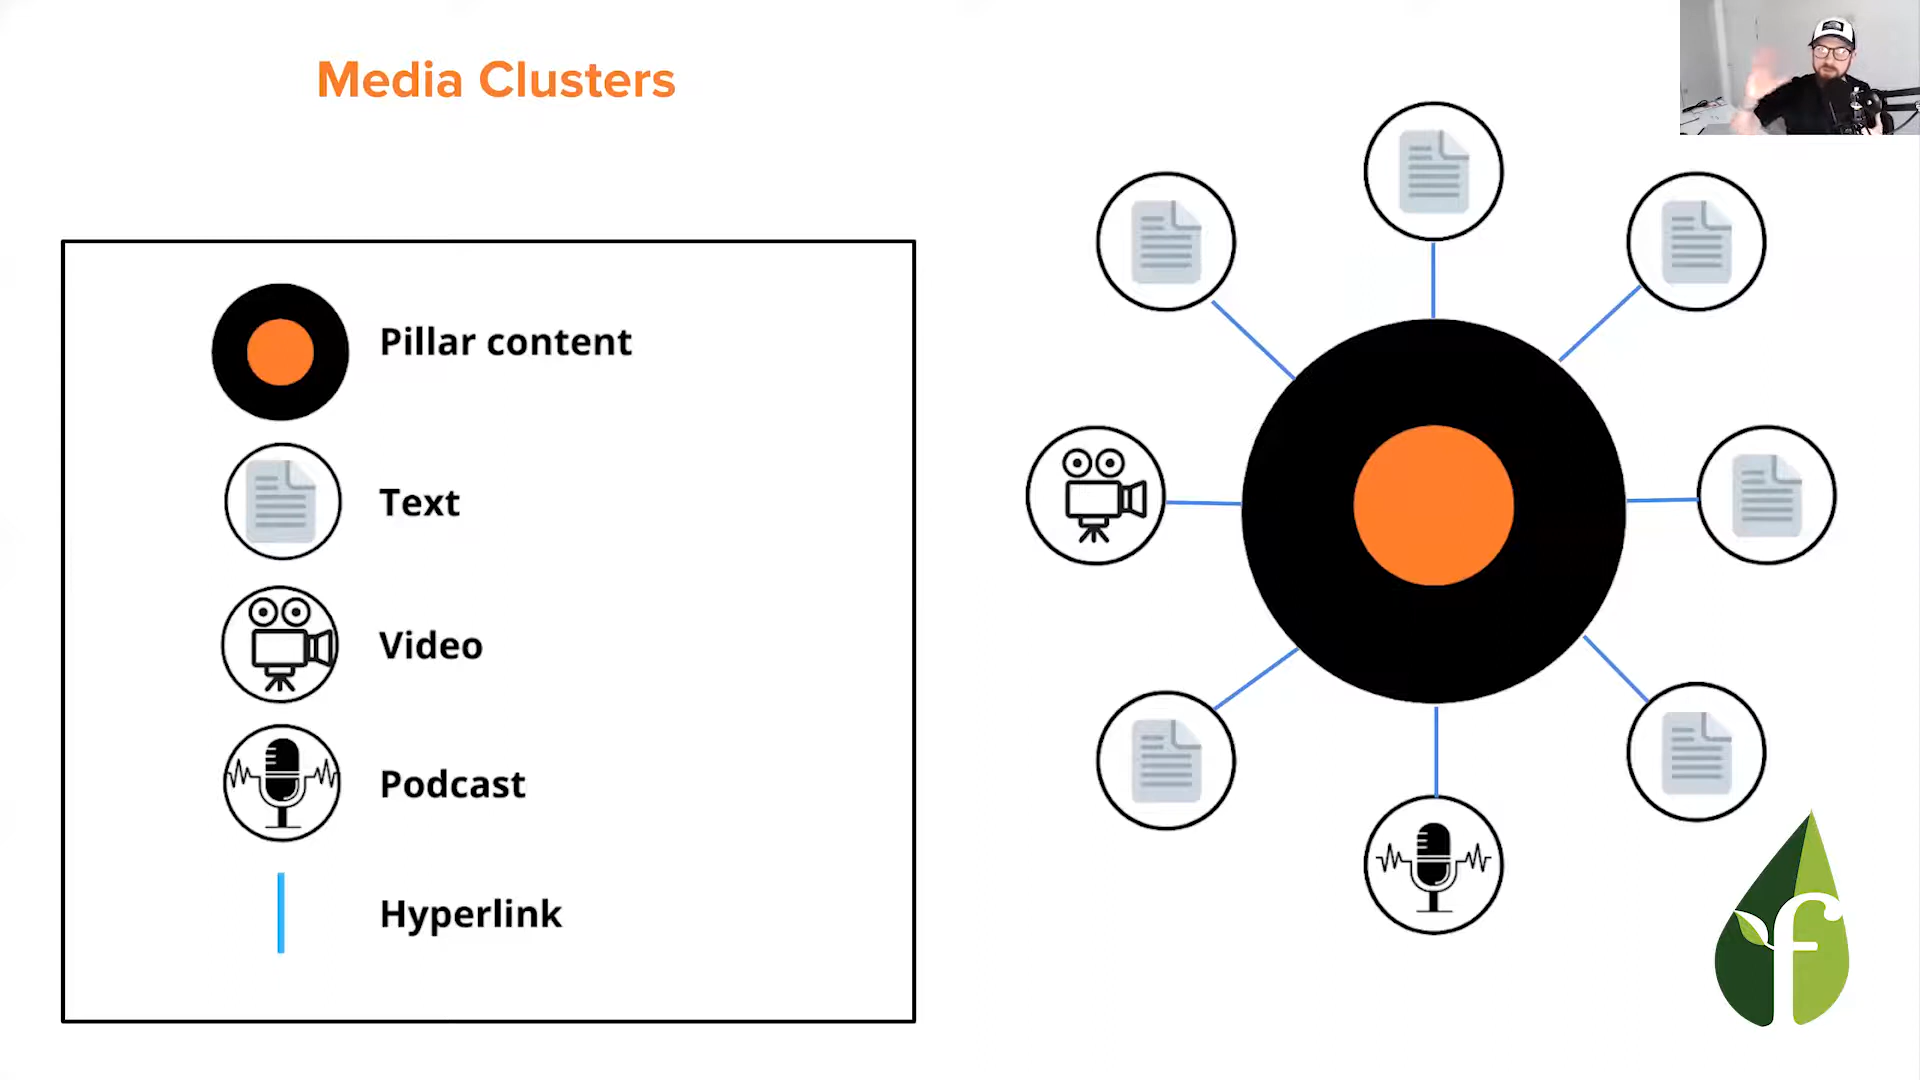 Media Clusters
Pillar content
Text
Video
Podcast
Hyperlink
f